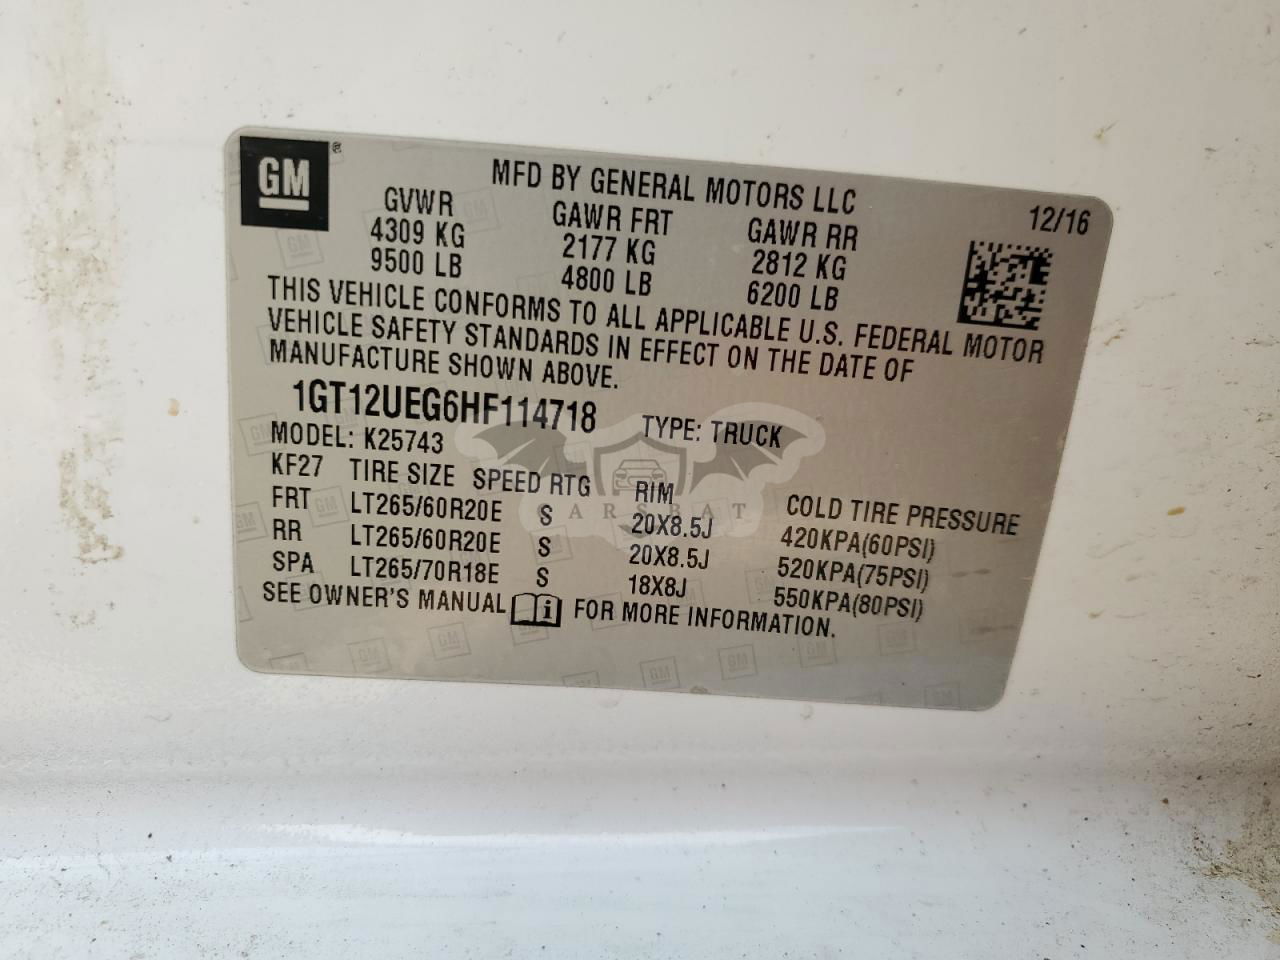 GM®
MFD BY GENERAL MOTORS LLC
12/16
GVWR GAWR FRT GAWR RR
4309 KG 2177 KG 2812 KG
9500 LB 4800 LB 6200 LB
THIS VEHICLE CONFORMS TO ALL APPLICABLE U.S. FEDERAL MOTOR
VEHICLE SAFETY STANDARDS IN EFFECT ON THE DATE OF
MANUFACTURE SHOWN ABOVE.
1GT12UEG6HF114718 TYPE: TRUCK
MODEL: K25743
KF27 TIRE SIZE SPEED RTG RIM COLD TIRE PRESSURE
FRT LT265/60R20E S 20X8.5J 420KPA(60PSI)
RR LT265/60R20E S 20X8.5J 520KPA(75PSI)
SPA LT265/70R18E S 18X8J 550KPA(80PSI)
SEE OWNER'S MANUAL i FOR MORE INFORMATION.
CARSBAT